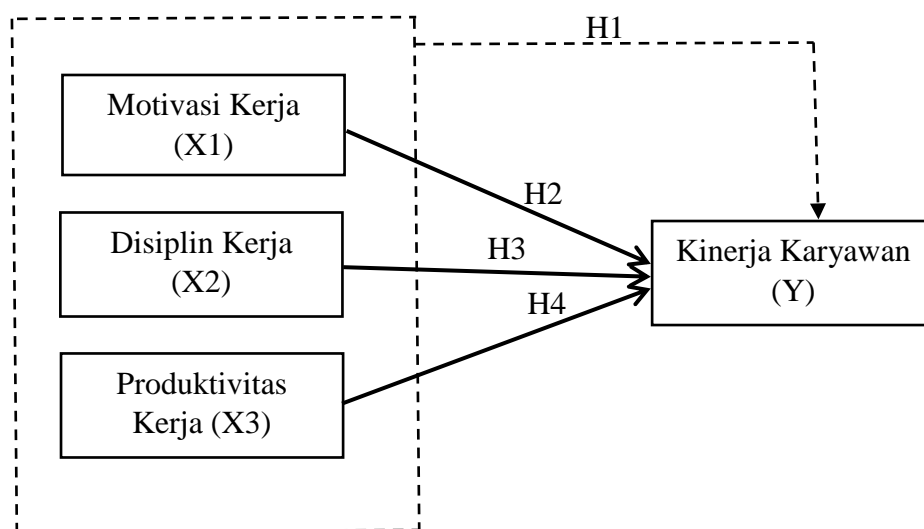 H1
Motivasi Kerja
(X1)
H2
Disiplin Kerja
(X2)
H3
Kinerja Karyawan
(Y)
H4
Produktivitas
Kerja (X3)